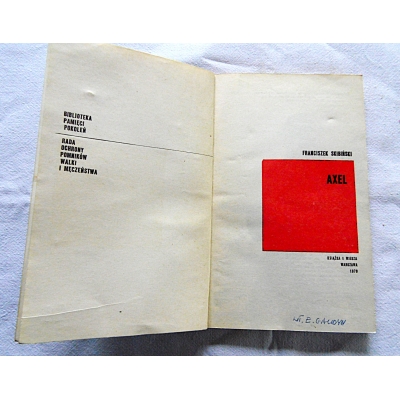 BIBLIOTEKA
PAMIĘCI
POKOLEŃ
RADA
OCHRONY
POMNIKÓW
WALKI
I MĘCZEŃSTWA
FRANCISZEK SKIBIŃSKI
AXEL
KSIĄŻKA I WIEDZA
WARSZAWA
1970